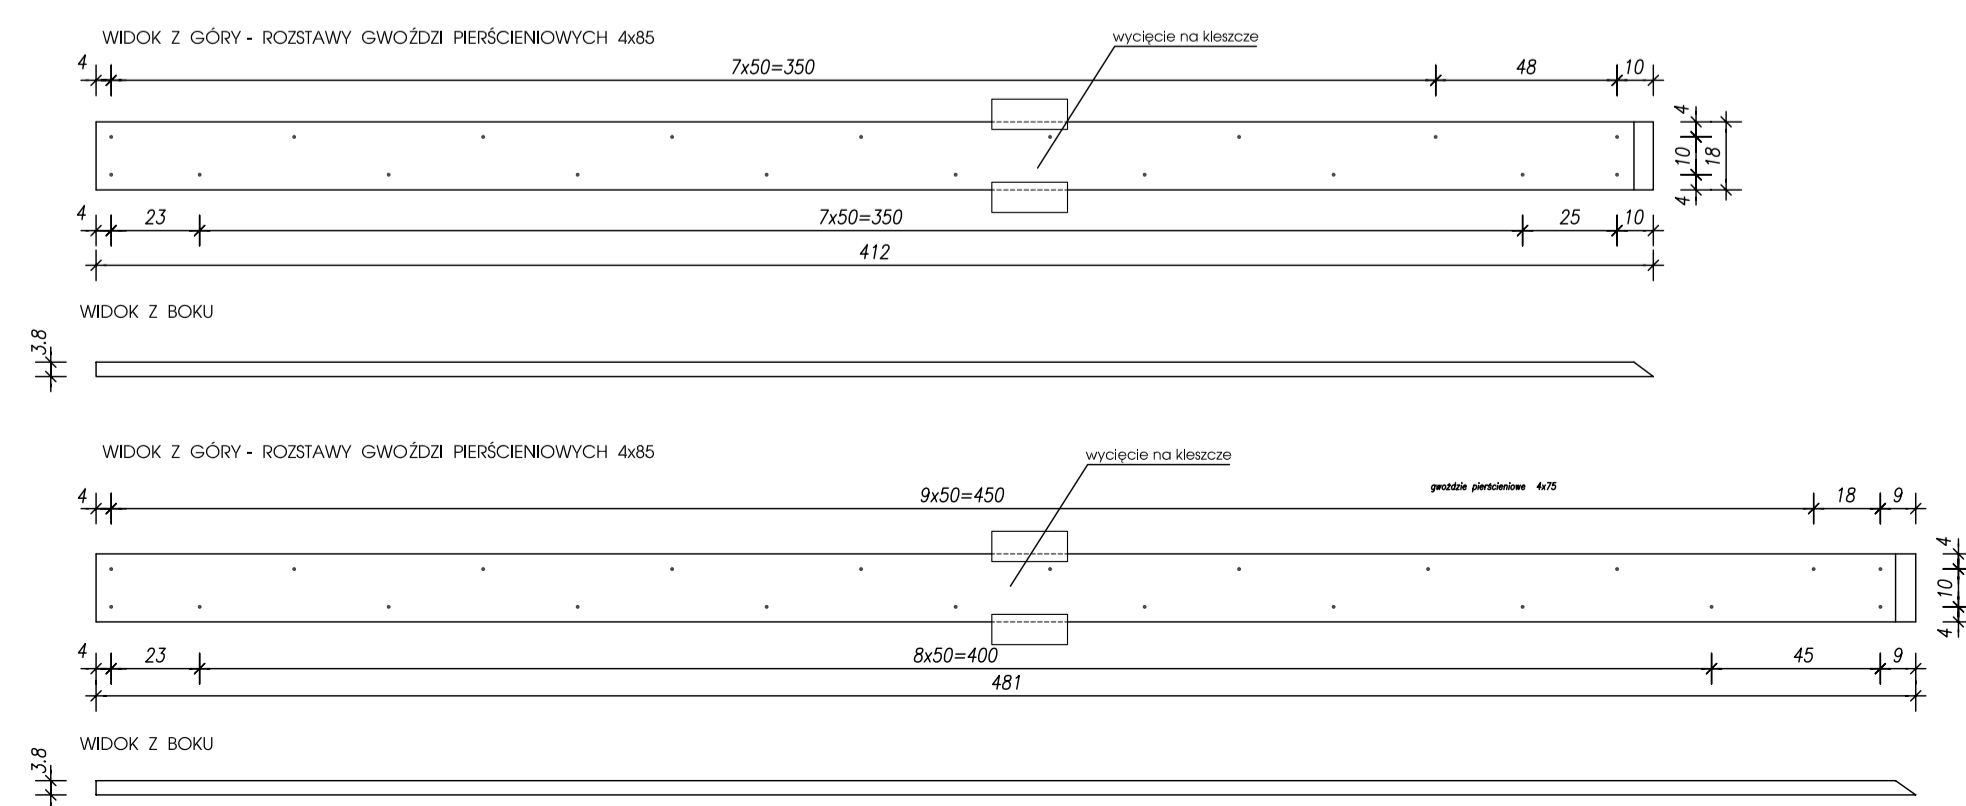 WIDOK Z GÓRY - ROZSTAWY GWOŹDZI PIERŚCIENIOWYCH 4x85
wycięcie na kleszcze
4 7x50=350 48 10
4
10 18
4
4 23 7x50=350 25 10
412
WIDOK Z BOKU
3.8
WIDOK Z GÓRY - ROZSTAWY GWOŹDZI PIERŚCIENIOWYCH 4x85
wycięcie na kleszcze
gwoździe pierścieniowe 4x75
4 9x50=450 18 9
4
10
4
4 23 8x50=400 45 9
481
WIDOK Z BOKU
3.8